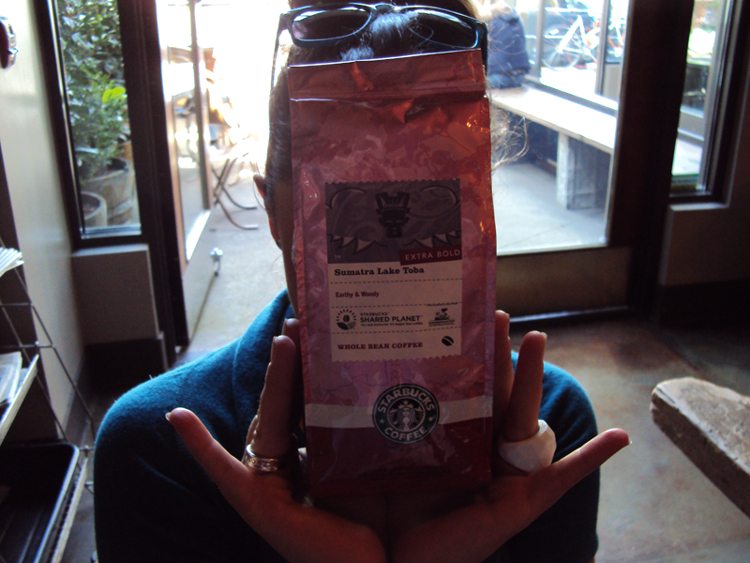 EXTRA BOLD
Sumatra Lake Toba
Earthy & Woody
STARBUCKS
SHARED PLANET
WHOLE BEAN COFFEE
STARBUCKS
COFFEE